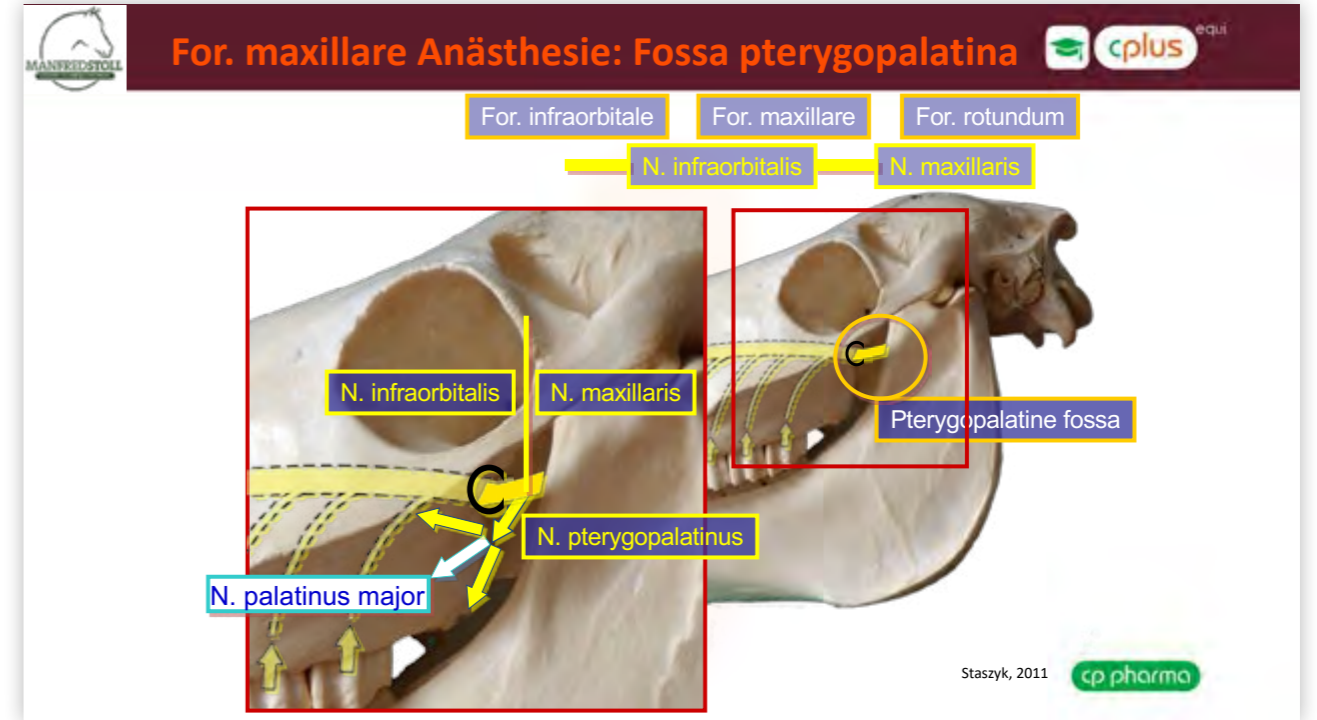 MANFREDSTOLL
For. maxillare Anästhesie: Fossa pterygopalatina
cplus
equi
For. infraorbitale
For. maxillare
For. rotundum
N. infraorbitalis
N. maxillaris
N. infraorbitalis
N. maxillaris
C
C
Pterygopalatine fossa
N. pterygopalatinus
N. palatinus major
Staszyk, 2011
cp pharma